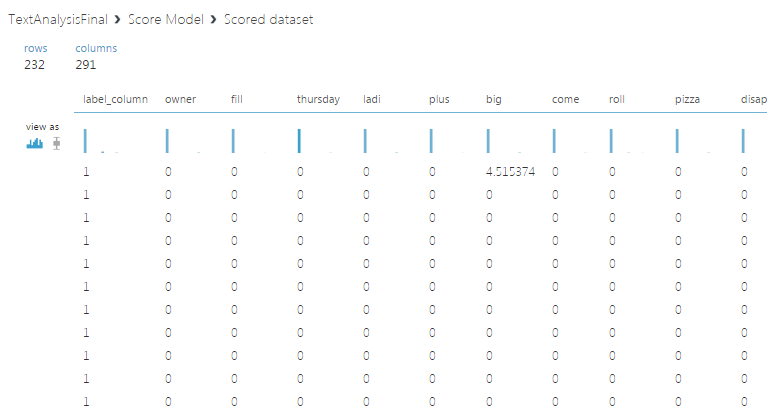 TextAnalysisFinal › Score Model › Scored dataset
rows columns
232 291
label_column owner fill thursday ladi plus big come roll pizza disap
view as
1 0 0 0 0 0 4.515374 0 0 0 0
1 0 0 0 0 0 0 0 0 0 0
1 0 0 0 0 0 0 0 0 0 0
1 0 0 0 0 0 0 0 0 0 0
1 0 0 0 0 0 0 0 0 0 0
1 0 0 0 0 0 0 0 0 0 0
1 0 0 0 0 0 0 0 0 0 0
1 0 0 0 0 0 0 0 0 0 0
1 0 0 0 0 0 0 0 0 0 0
1 0 0 0 0 0 0 0 0 0 0
1 0 0 0 0 0 0 0 0 0 0